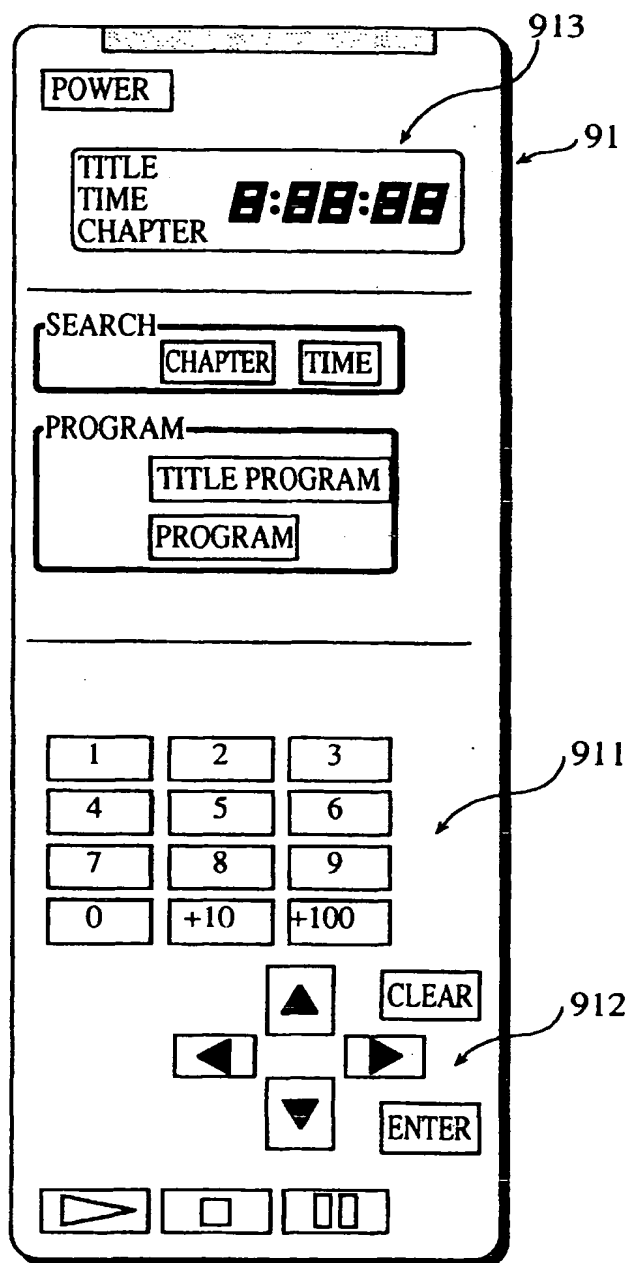 913
POWER
91
TITLE
TIME 8:88:88
CHAPTER
SEARCH
CHAPTER TIME
PROGRAM
TITLE PROGRAM
PROGRAM
1 2 3
911
4 5 6
7 8 9
0 +10 +100
CLEAR
912
ENTER